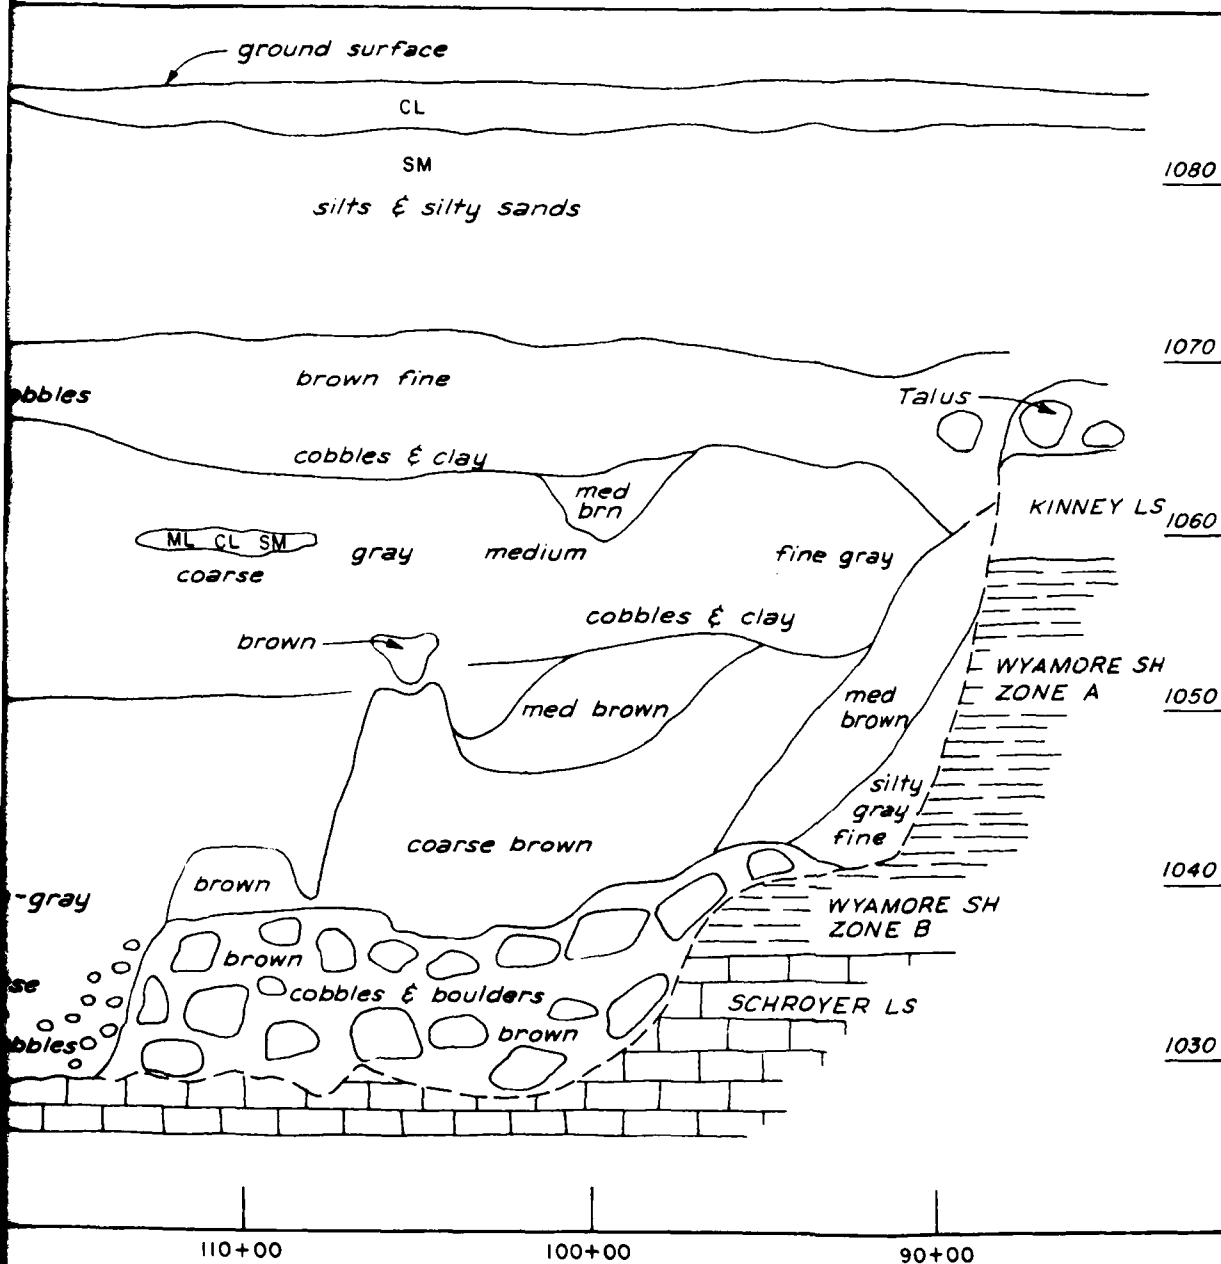 ground surface
CL
SM
1080
silts & silty sands
1070
brown fine
Talus
cobbles & clay
med
brn
KINNEY LS
1060
ML CL SM
gray
medium
fine gray
coarse
cobbles & clay
brown
WYAMORE SH
ZONE A
1050
med
brown
med brown
silty
gray
fine
coarse brown
1040
brown
-gray
WYAMORE SH
ZONE B
brown
cobbles & boulders
SCHROYER LS
brown
1030
110+00
100+00
90+00